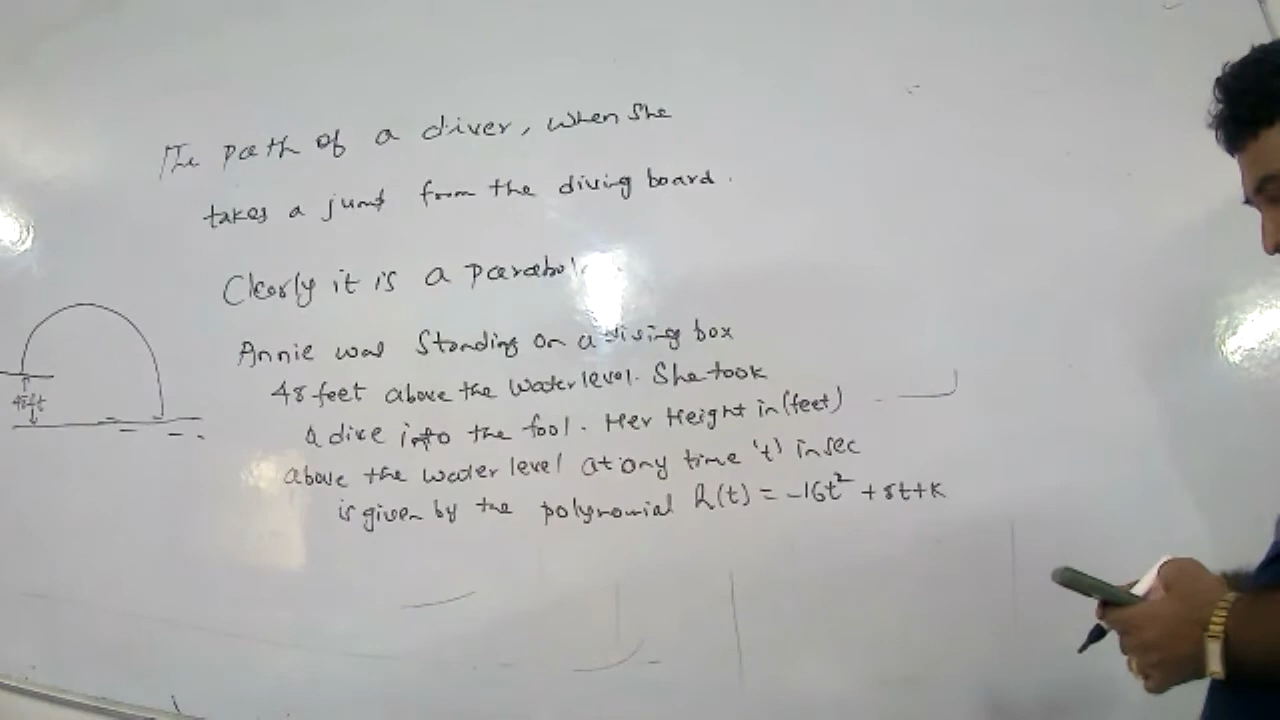 The path of a diver, when she
takes a jump from the diving board.
Clearly it is a parabol
Annie was standing on a diving box
48 feet above the water level. She took
a dive into the fool. Her Height in (feet)
above the water level at any time 't' in sec
is given by the polynomial h(t) = -16t² + 8t + k
48ft